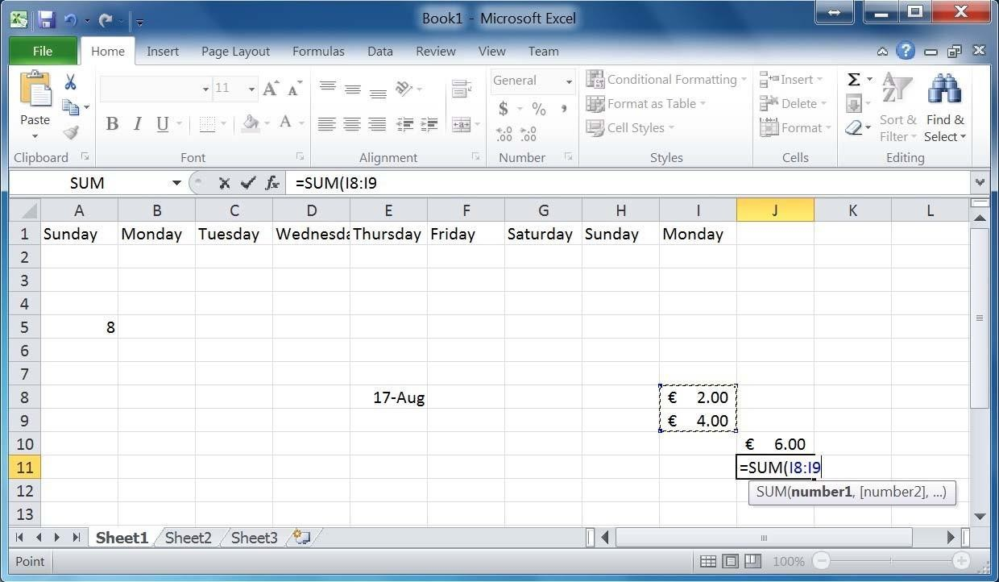 Book1 - Microsoft Excel
File Home Insert Page Layout Formulas Data Review View Team
Paste
11
General
Conditional Formatting
Format as Table
Cell Styles
Insert
Delete
Format
Sort & Filter
Find & Select
B I U A
$ % ,
Clipboard Font Alignment Number Styles Cells Editing
SUM fx =SUM(I8:I9
A B C D E F G H I J K L
1 Sunday Monday Tuesday Wednesda Thursday Friday Saturday Sunday Monday
2
3
4
5 8
6
7
8 17-Aug € 2.00
9 € 4.00
10 € 6.00
11 =SUM(I8:I9
12 SUM(number1, [number2], ...)
13
Sheet1 Sheet2 Sheet3
Point 100%